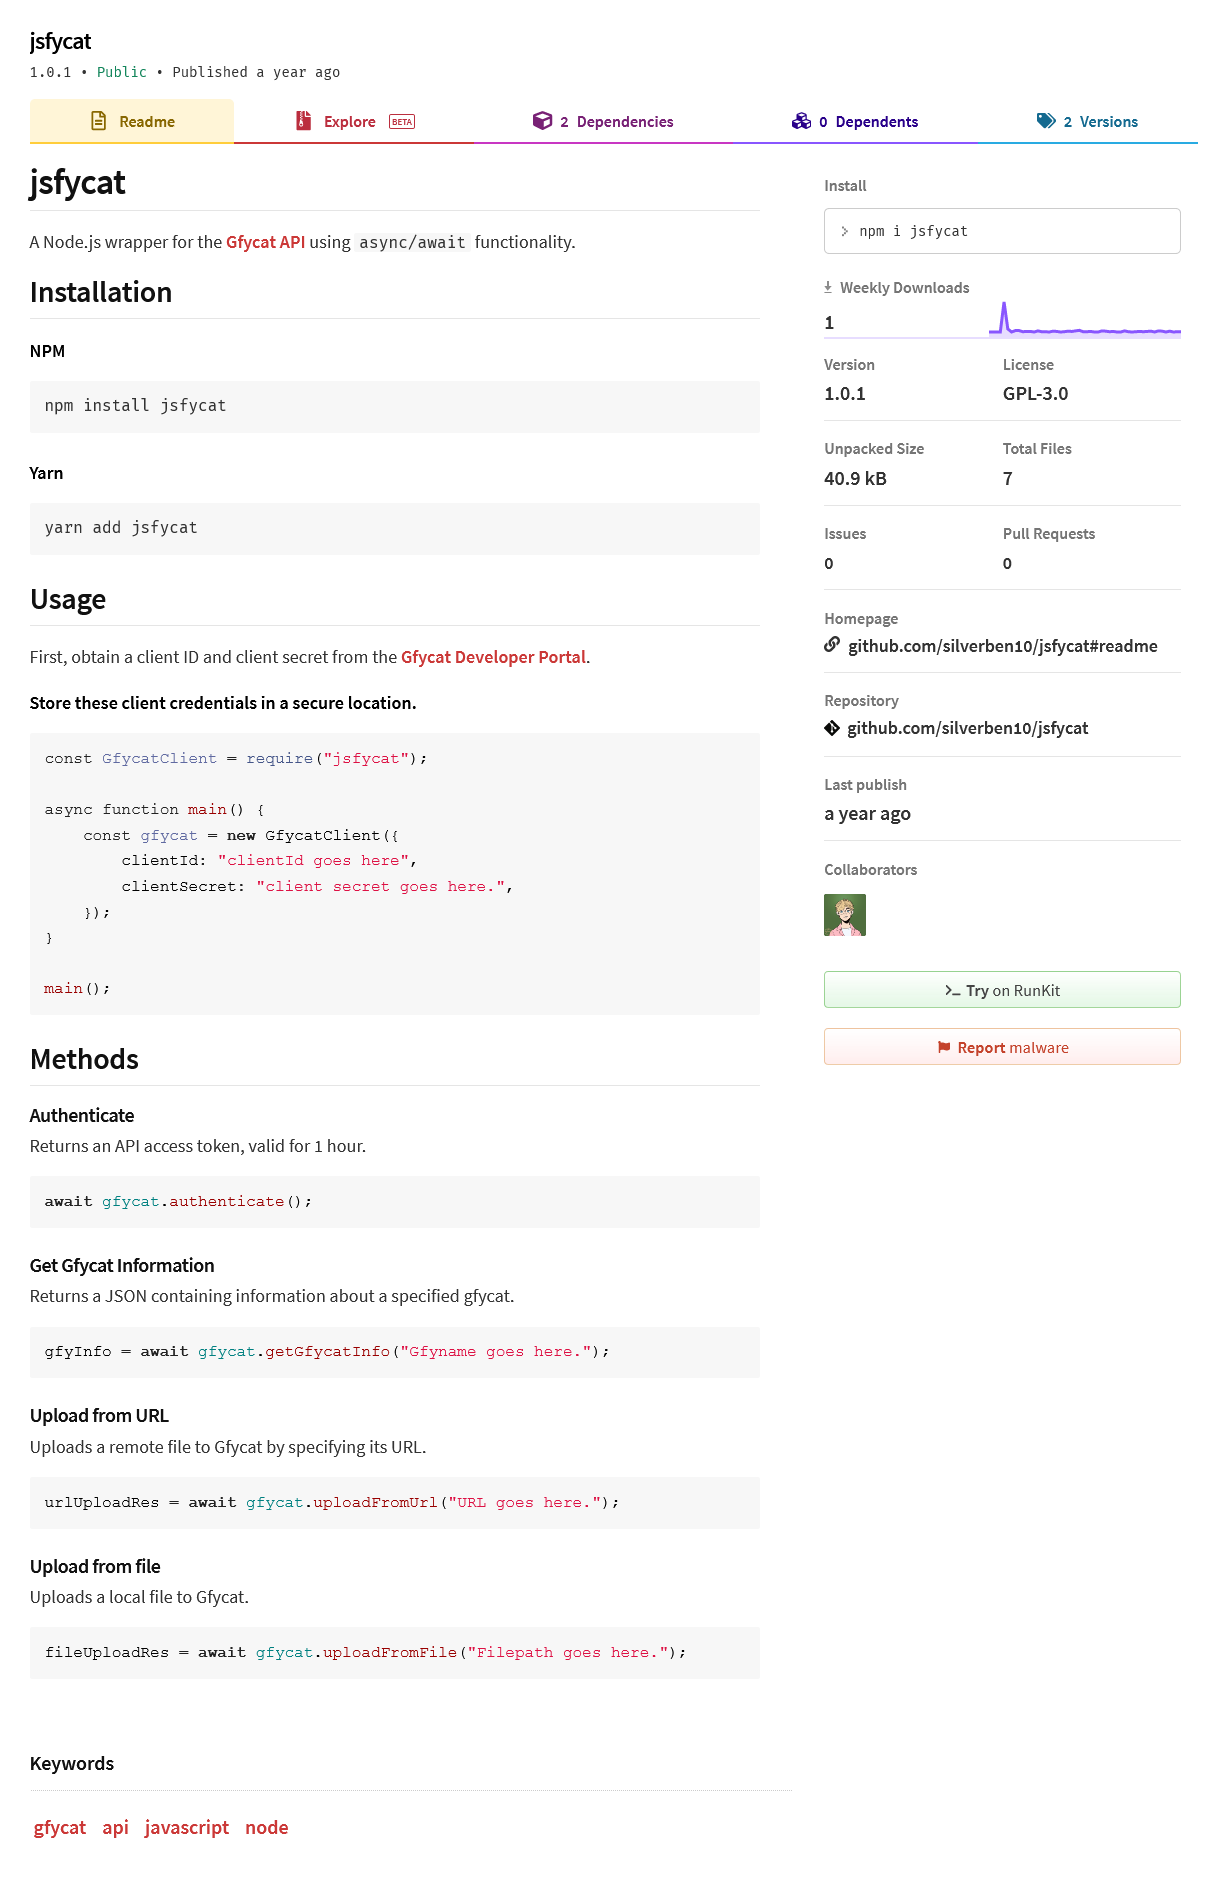 jsfycat
1.0.1 • Public • Published a year ago
Readme
Explore BETA
2 Dependencies
0 Dependents
2 Versions
jsfycat
A Node.js wrapper for the Gfycat API using async/await functionality.
Installation
NPM
npm install jsfycat
Yarn
yarn add jsfycat
Usage
First, obtain a client ID and client secret from the Gfycat Developer Portal.
Store these client credentials in a secure location.
const GfycatClient = require("jsfycat");
async function main() {
    const gfycat = new GfycatClient({
        clientId: "clientId goes here",
        clientSecret: "client secret goes here.",
    });
}
main();
Methods
Authenticate
Returns an API access token, valid for 1 hour.
await gfycat.authenticate();
Get Gfycat Information
Returns a JSON containing information about a specified gfycat.
gfyInfo = await gfycat.getGfycatInfo("Gfyname goes here.");
Upload from URL
Uploads a remote file to Gfycat by specifying its URL.
urlUploadRes = await gfycat.uploadFromUrl("URL goes here.");
Upload from file
Uploads a local file to Gfycat.
fileUploadRes = await gfycat.uploadFromFile("Filepath goes here.");
Keywords
gfycat api javascript node
Install
> npm i jsfycat
Weekly Downloads
1
Version License
1.0.1 GPL-3.0
Unpacked Size Total Files
40.9 kB 7
Issues Pull Requests
0 0
Homepage
github.com/silverben10/jsfycat#readme
Repository
github.com/silverben10/jsfycat
Last publish
a year ago
Collaborators
Try on RunKit
Report malware